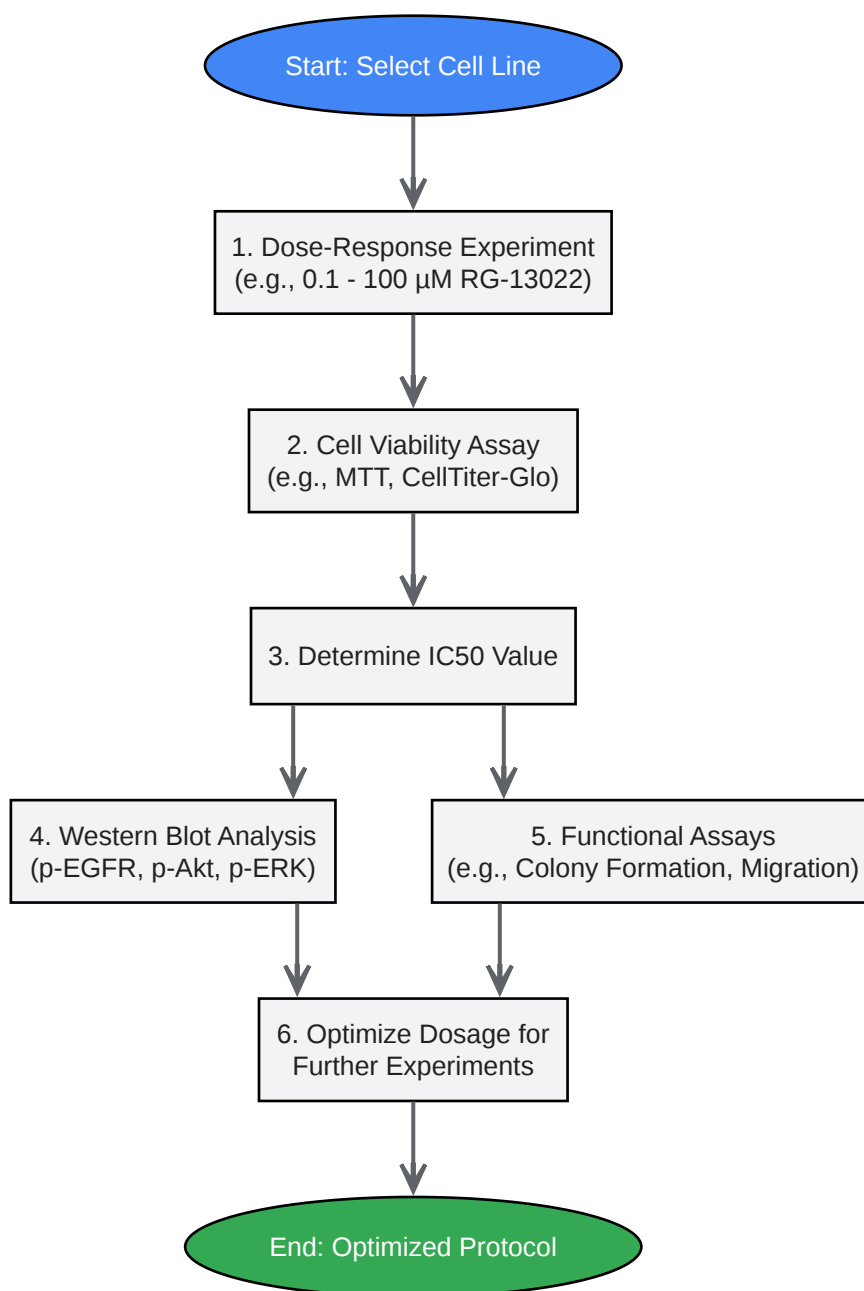 Start: Select Cell Line
1. Dose-Response Experiment
(e.g., 0.1 - 100 µM RG-13022)
2. Cell Viability Assay
(e.g., MTT, CellTiter-Glo)
3. Determine IC50 Value
4. Western Blot Analysis
(p-EGFR, p-Akt, p-ERK)
5. Functional Assays
(e.g., Colony Formation, Migration)
6. Optimize Dosage for
Further Experiments
End: Optimized Protocol